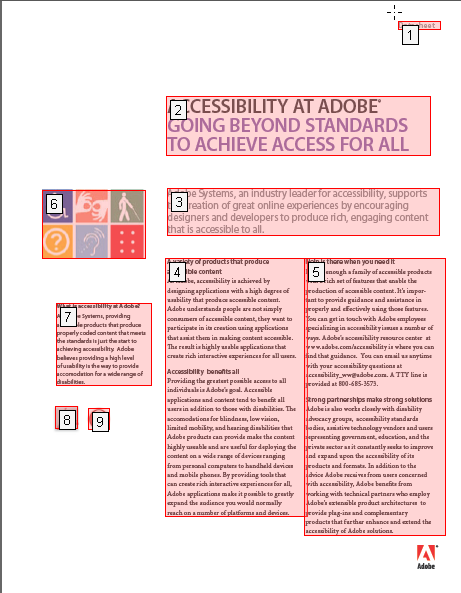 1
2
ACCESSIBILITY AT ADOBE®
GOING BEYOND STANDARDS
TO ACHIEVE ACCESS FOR ALL
3
Systems, an industry leader for accessibility, supports
creation of great online experiences by encouraging
designers and developers to produce rich, engaging content
that is accessible to all.
4
variety of products that produce
content
accessibility is achieved by
designing applications with a high degree of
usability that produce accessible content.
Adobe understands people are not simply
consumers of accessible content, they want to
participate in its creation using applications
that assist them in making content accessible.
The result is highly usable applications that
create rich interactive experiences for all users.
Accessibility benefits all
Providing the greatest possible access to all
individuals is Adobe's goal. Accessible
applications and content tend to benefit all
users in addition to those with disabilities. The
accomodations for blindness, low vision,
limited mobility, and hearing disabilities that
Adobe products can provide make the content
highly useable and are useful for deploying the
content on a wide range of devices ranging
from personal computers to handheld devices
and mobile phones. By providing tools that
can create rich interactive experiences for all,
Adobe applications make it possible to greatly
expand the audience you would normally
reach on a number of platforms and devices.
5
there when you need it
enough a family of accessible products
set of features that enable the
production of accessible content. It's impor-
tant to provide guidance and assistance in
properly and effectively using those features.
You can get in touch with Adobe employees
specializing in accessibility issues a number of
ways. Adobe's accessibility resource center at
www.adobe.com/accessibility is where you can
find that guidance. You can email us anytime
with your accessibility questions at
accessibility_ww@adobe.com. A TTY line is
provided at 800-685-3573.
Strong partnerships make strong solutions
Adobe is also works closely with disability
advocacy groups, accessibility standards
bodies, assistive technology vendors and users
representing government, education, and the
private sector as it constantly seeks to improve
and expand upon the accessibility of its
products and formats. In addition to the
advice Adobe receives from users concerned
with accessibility, Adobe benefits from
working with technical partners who employ
Adobe's extensible product architectures to
provide plug-ins and complementary
products that further enhance and extend the
accessibility of Adobe solutions.
6
7
What is accessibility at Adobe?
Systems, providing
products that produce
properly coded content that meets
the standards is just the start to
achieving accessibility. Adobe
believes providing a high level
of usability is the way to provide
accomodation for a wide range of
disabilities.
8
9
Adobe